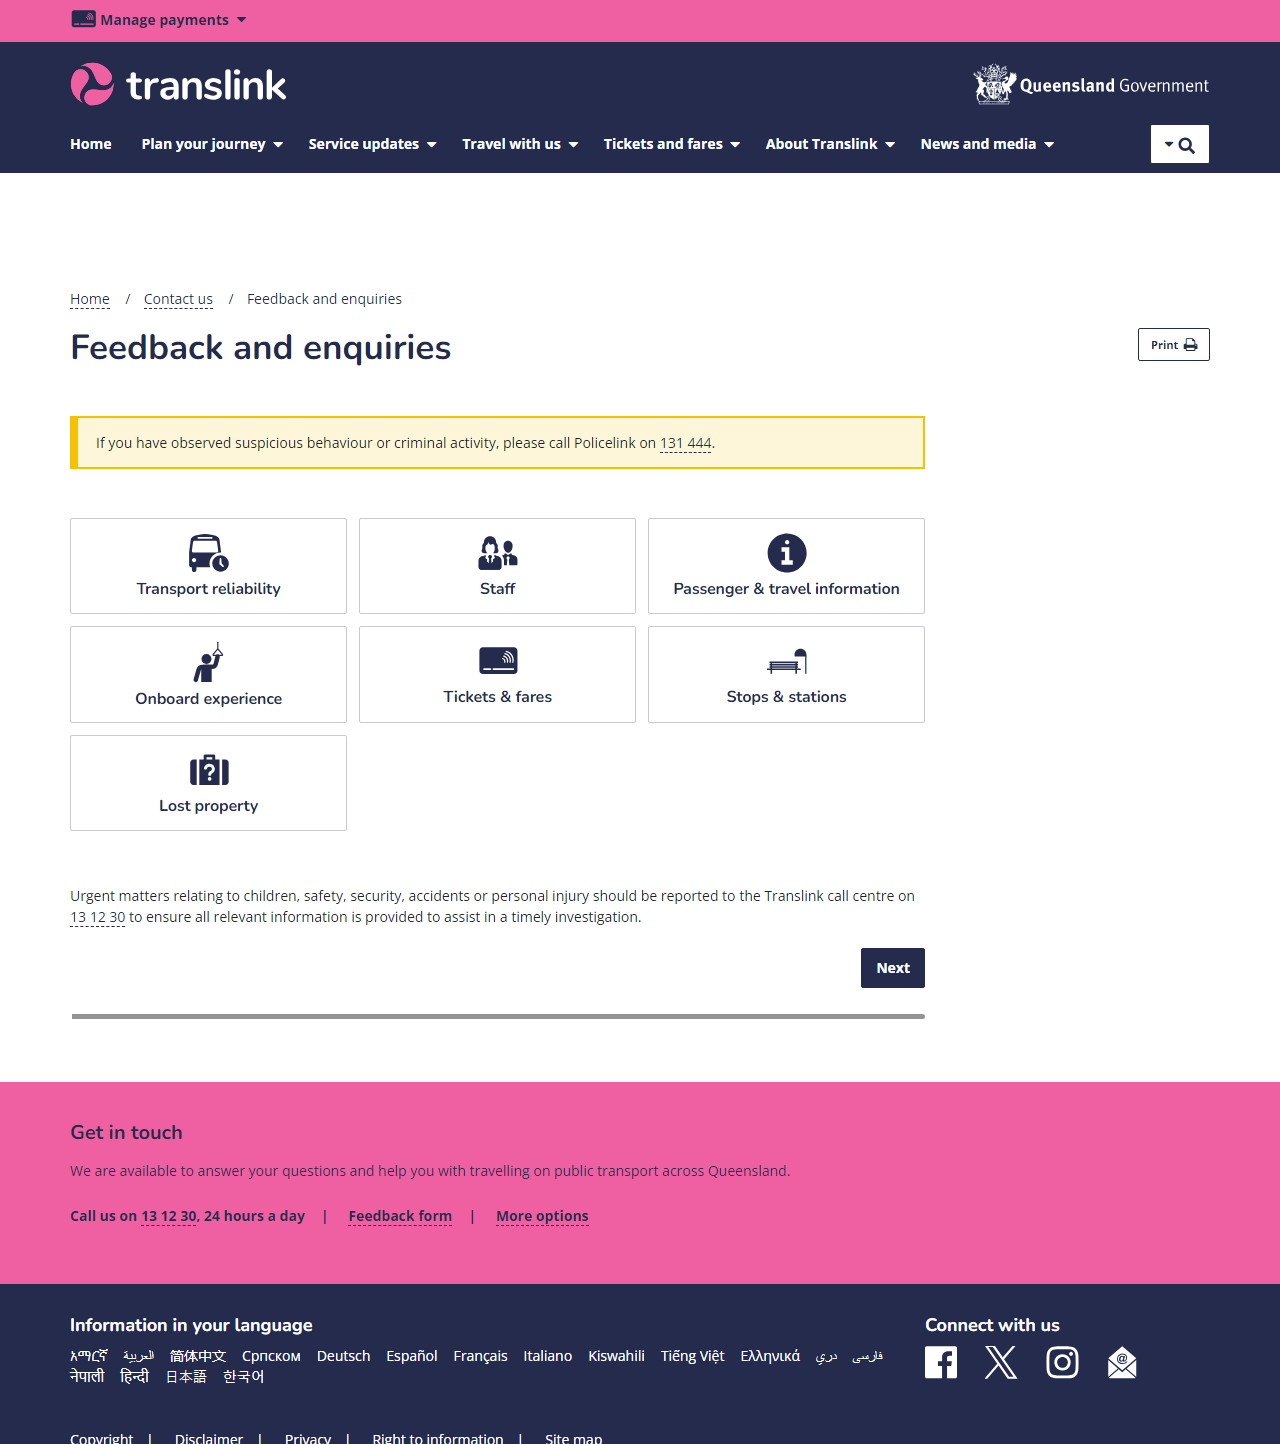 Manage payments
translink
Queensland Government
Home Plan your journey Service updates Travel with us Tickets and fares About Translink News and media
Home / Contact us / Feedback and enquiries
Feedback and enquiries
Print
If you have observed suspicious behaviour or criminal activity, please call Policelink on 131 444.
Transport reliability
Staff
Passenger & travel information
Onboard experience
Tickets & fares
Stops & stations
Lost property
Urgent matters relating to children, safety, security, accidents or personal injury should be reported to the Translink call centre on
13 12 30 to ensure all relevant information is provided to assist in a timely investigation.
Next
Get in touch
We are available to answer your questions and help you with travelling on public transport across Queensland.
Call us on 13 12 30, 24 hours a day | Feedback form | More options
Information in your language
አማርኛ العربية 简体中文 Српском Deutsch Español Français Italiano Kiswahili Tiếng Việt Ελληνικά دري فارسی
नेपाली हिन्दी 日本語 한국어
Connect with us
Copyright | Disclaimer | Privacy | Right to information | Site map